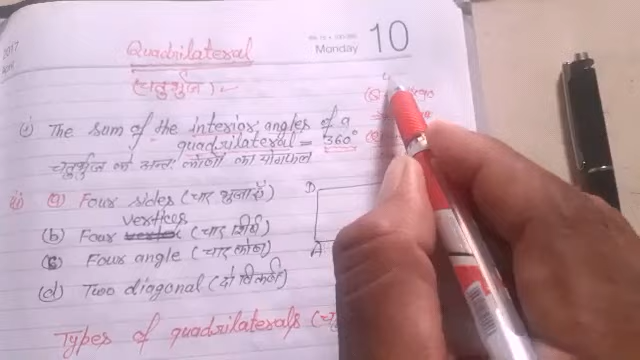 2017
Monday 10
Quadrilateral
(चतुर्भुज)
(i) The sum of the interior angles of a
quadrilateral = 360°
चतुर्भुज के अन्तः कोणों का योगफल
(ii) (a) Four sides (चार भुजाएँ)
vertices
(b) Four (चार शीर्ष)
(c) Four angle (चार कोण)
(d) Two diagonal (दो विकर्ण)
D
A
Types of quadrilaterals (